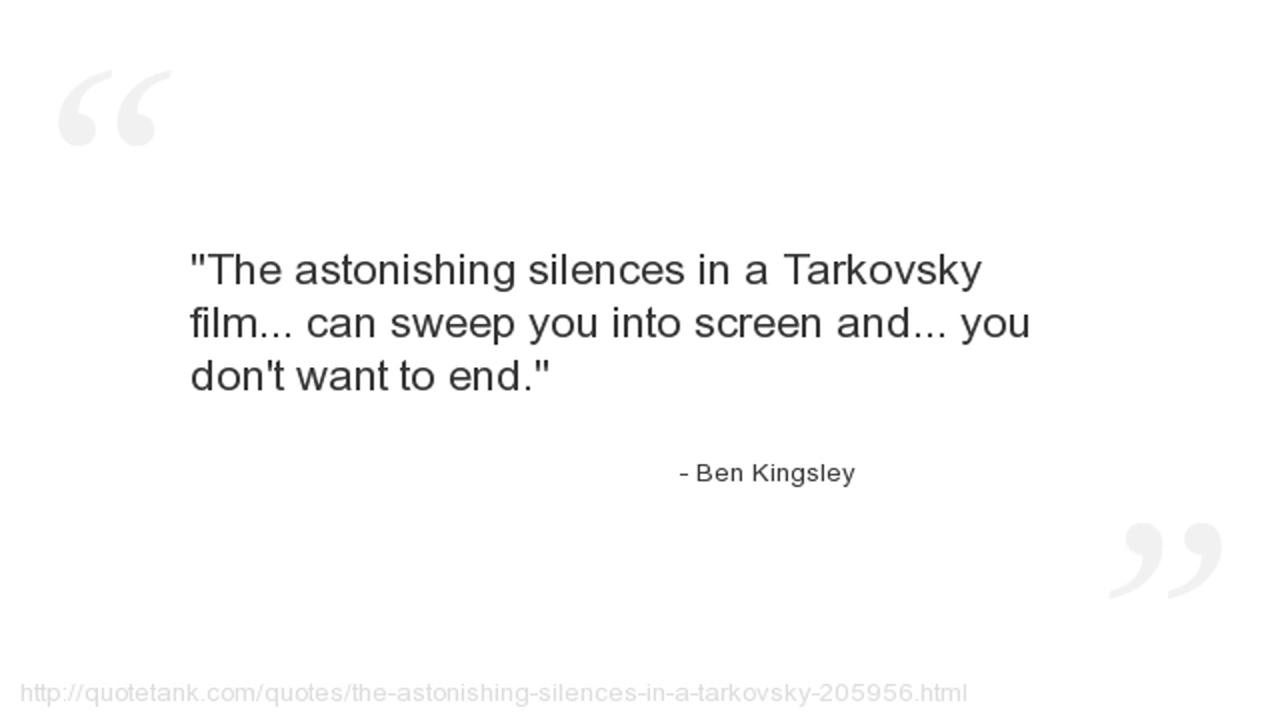 "The astonishing silences in a Tarkovsky
film... can sweep you into screen and... you
don't want to end."
- Ben Kingsley
http://quotetank.com/quotes/the-astonishing-silences-in-a-tarkovsky-205956.html